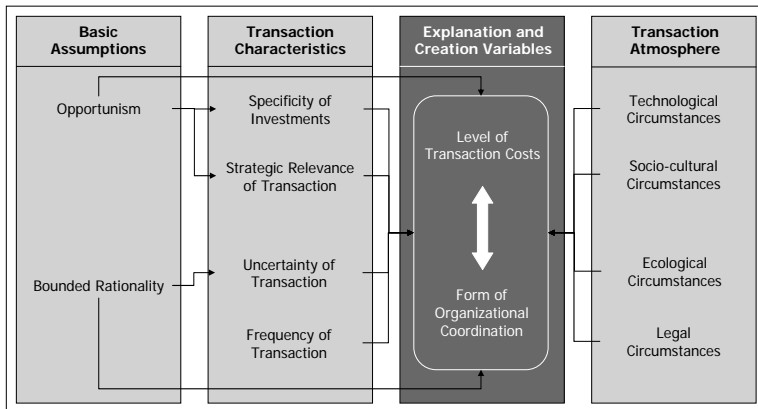 Basic
Assumptions
Opportunism
Bounded Rationality
Transaction
Characteristics
Specificity of
Investments
Strategic Relevance
of Transaction
Uncertainty of
Transaction
Frequency of
Transaction
Explanation and
Creation Variables
Level of
Transaction Costs
Form of
Organizational
Coordination
Transaction
Atmosphere
Technological
Circumstances
Socio-cultural
Circumstances
Ecological
Circumstances
Legal
Circumstances